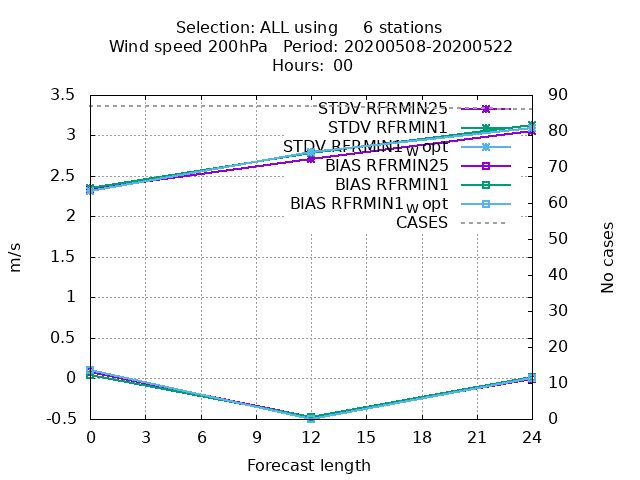 Selection: ALL using 6 stations
Wind speed 200hPa Period: 20200508-20200522
Hours: 00
3.5
3
2.5
2
1.5
1
0.5
0
-0.5
m/s
STDV RFRMIN25
STDV RFRMIN1
STDV RFRMIN1w opt
BIAS RFRMIN25
BIAS RFRMIN1
BIAS RFRMIN1w opt
CASES
90
80
70
60
50
40
30
20
10
0
No cases
0 3 6 9 12 15 18 21 24
Forecast length